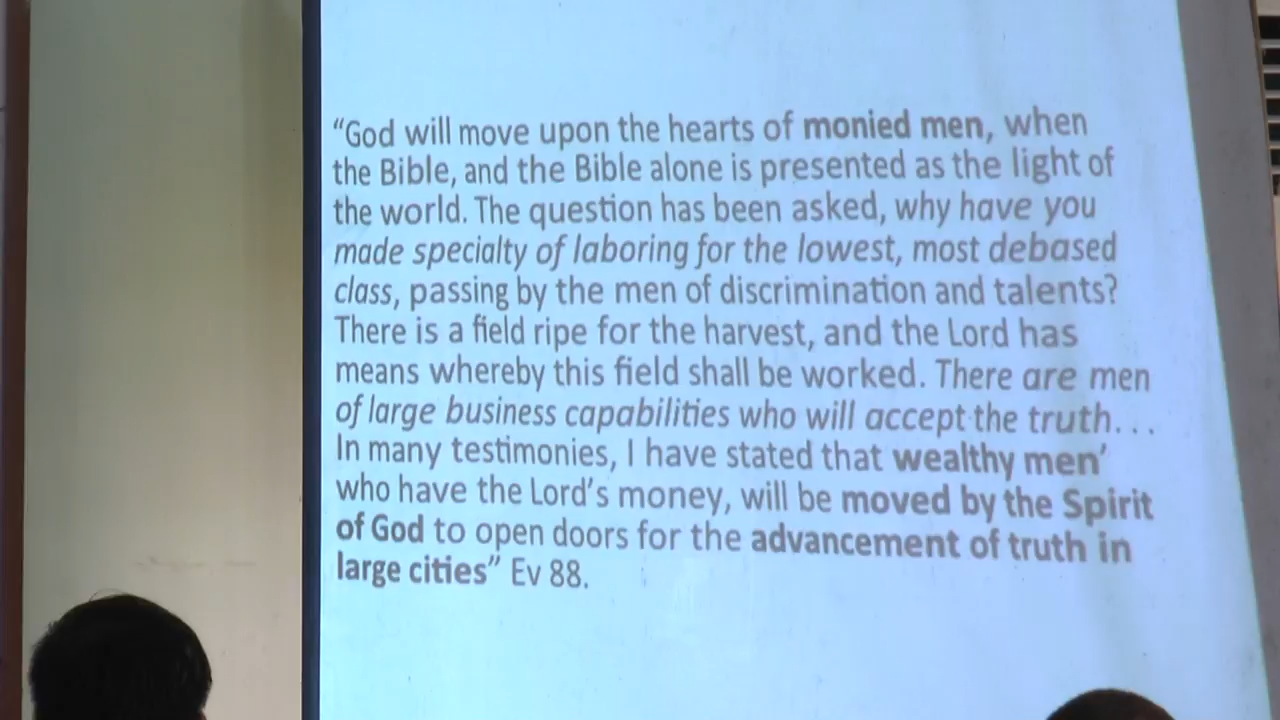 “God will move upon the hearts of monied men, when
the Bible, and the Bible alone is presented as the light of
the world. The question has been asked, why have you
made specialty of laboring for the lowest, most debased
class, passing by the men of discrimination and talents?
There is a field ripe for the harvest, and the Lord has
means whereby this field shall be worked. There are men
of large business capabilities who will accept the truth...
In many testimonies, I have stated that wealthy men’
who have the Lord’s money, will be moved by the Spirit
of God to open doors for the advancement of truth in
large cities” Ev 88.